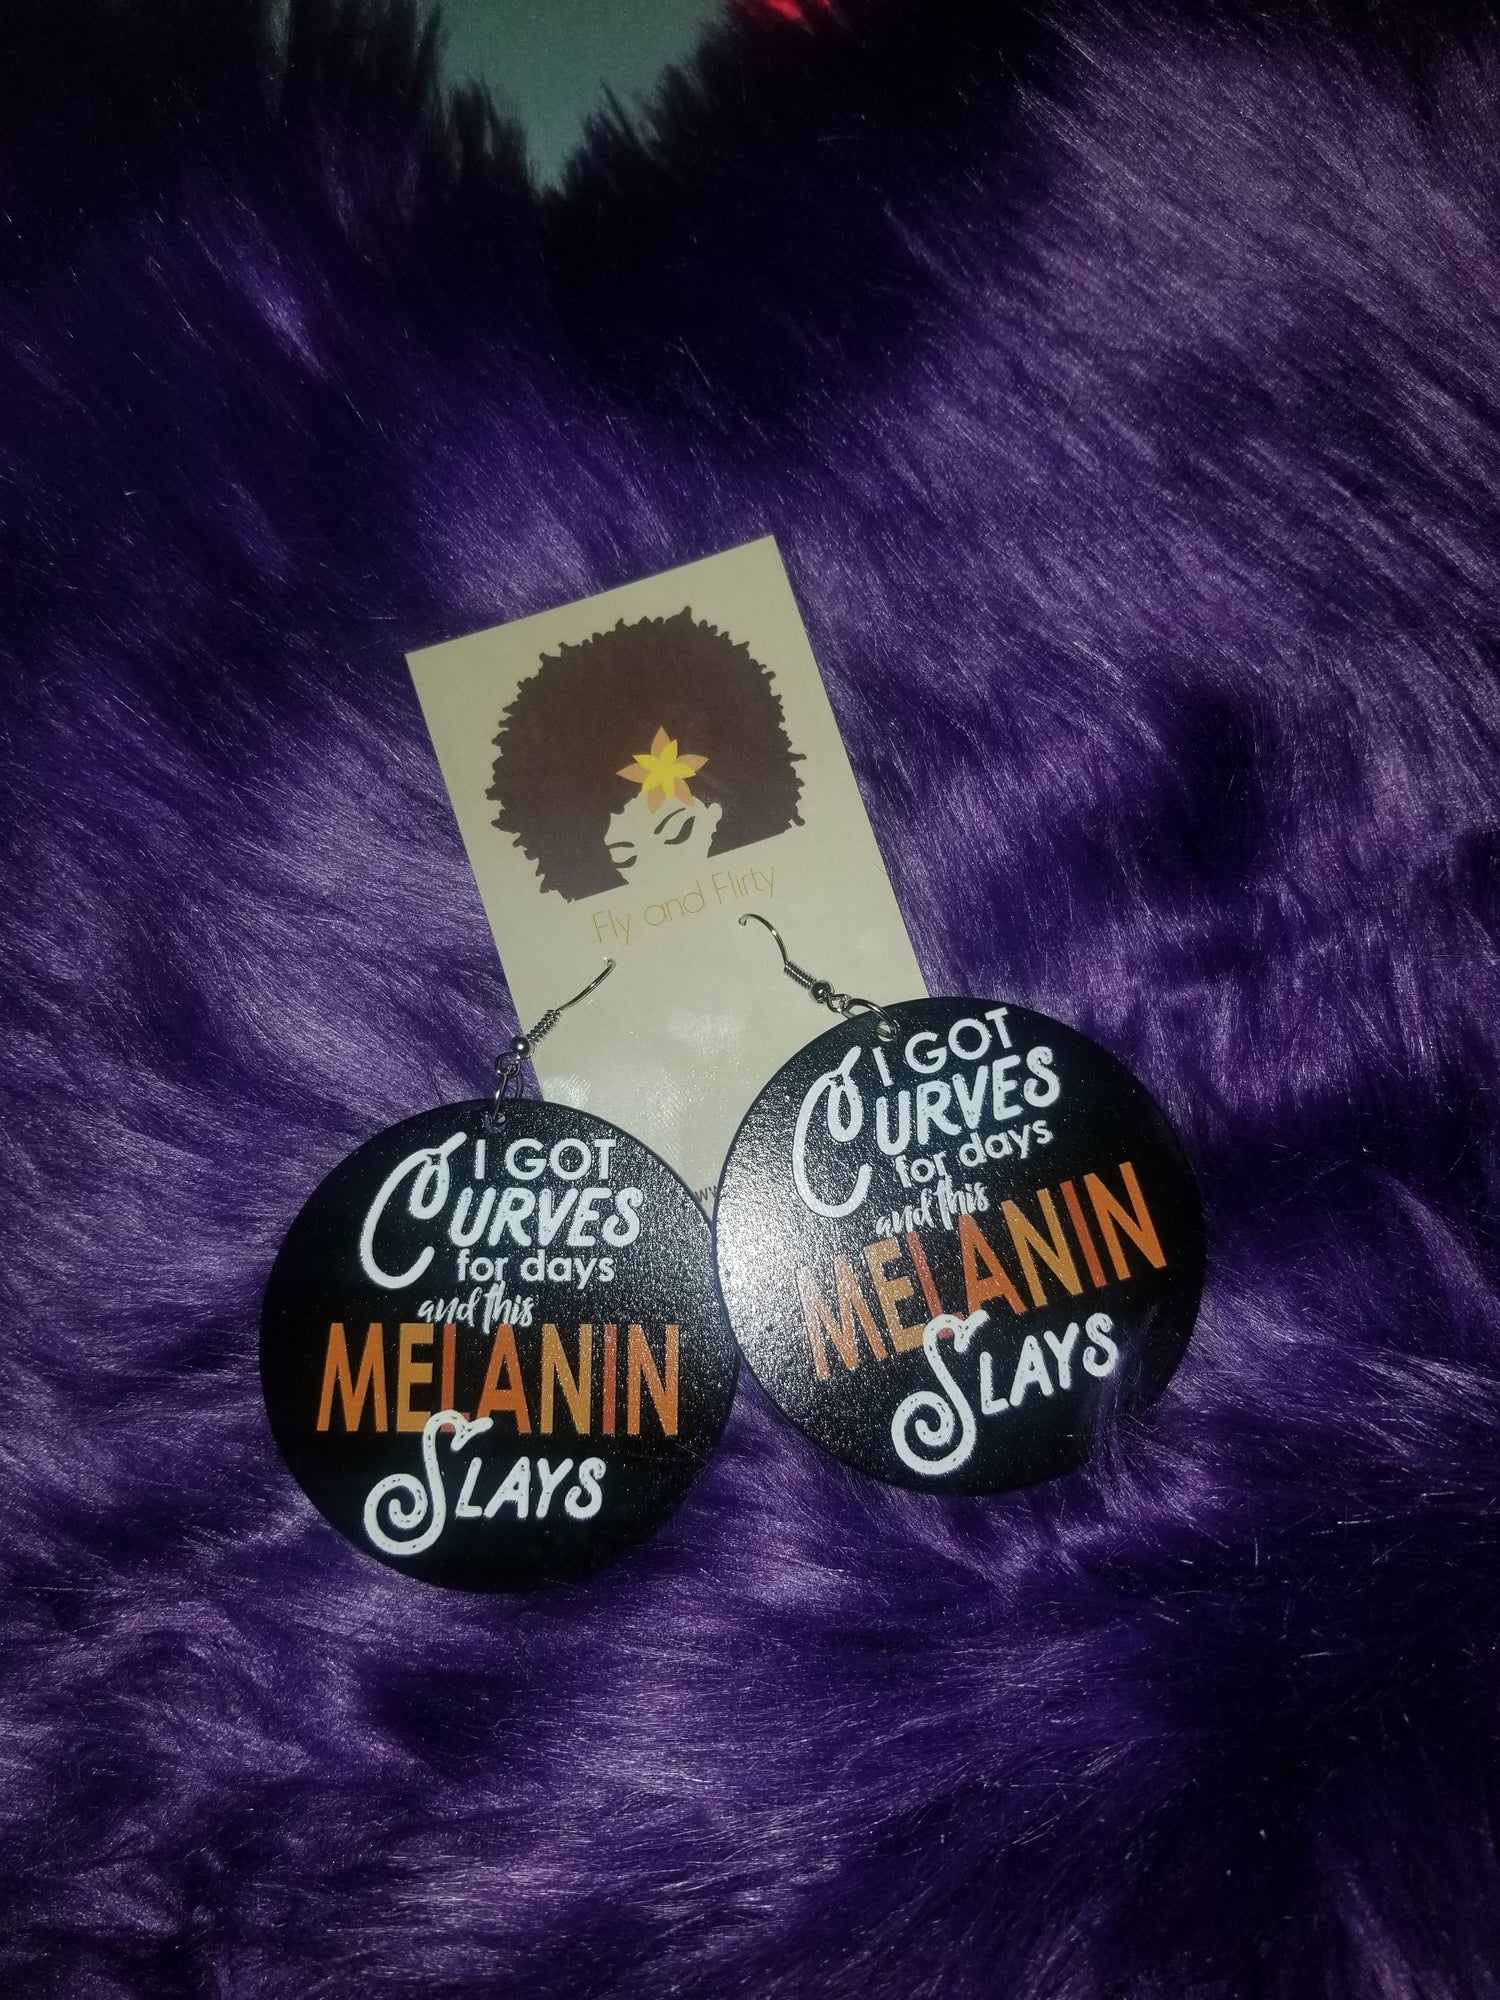 Fly and Flirty
I GOT
CURVES
for days
and this
MELANIN
SLAYS
I GOT
CURVES
for days
and this
MELANIN
SLAYS